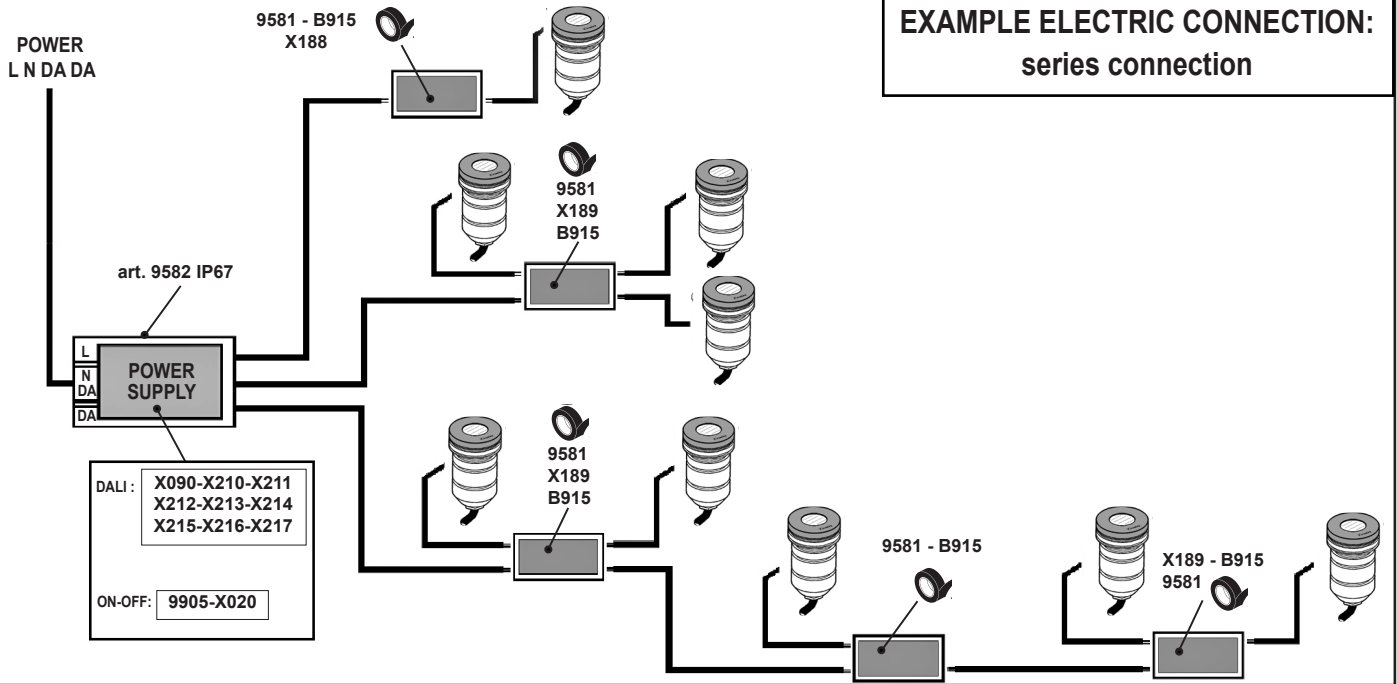 EXAMPLE ELECTRIC CONNECTION:
series connection
POWER
L N DA DA
9581 - B915
X188
9581
X189
B915
art. 9582 IP67
L
N
DA
DA
POWER
SUPPLY
DALI :
X090-X210-X211
X212-X213-X214
X215-X216-X217
ON-OFF:
9905-X020
9581
X189
B915
9581 - B915
X189 - B915
9581